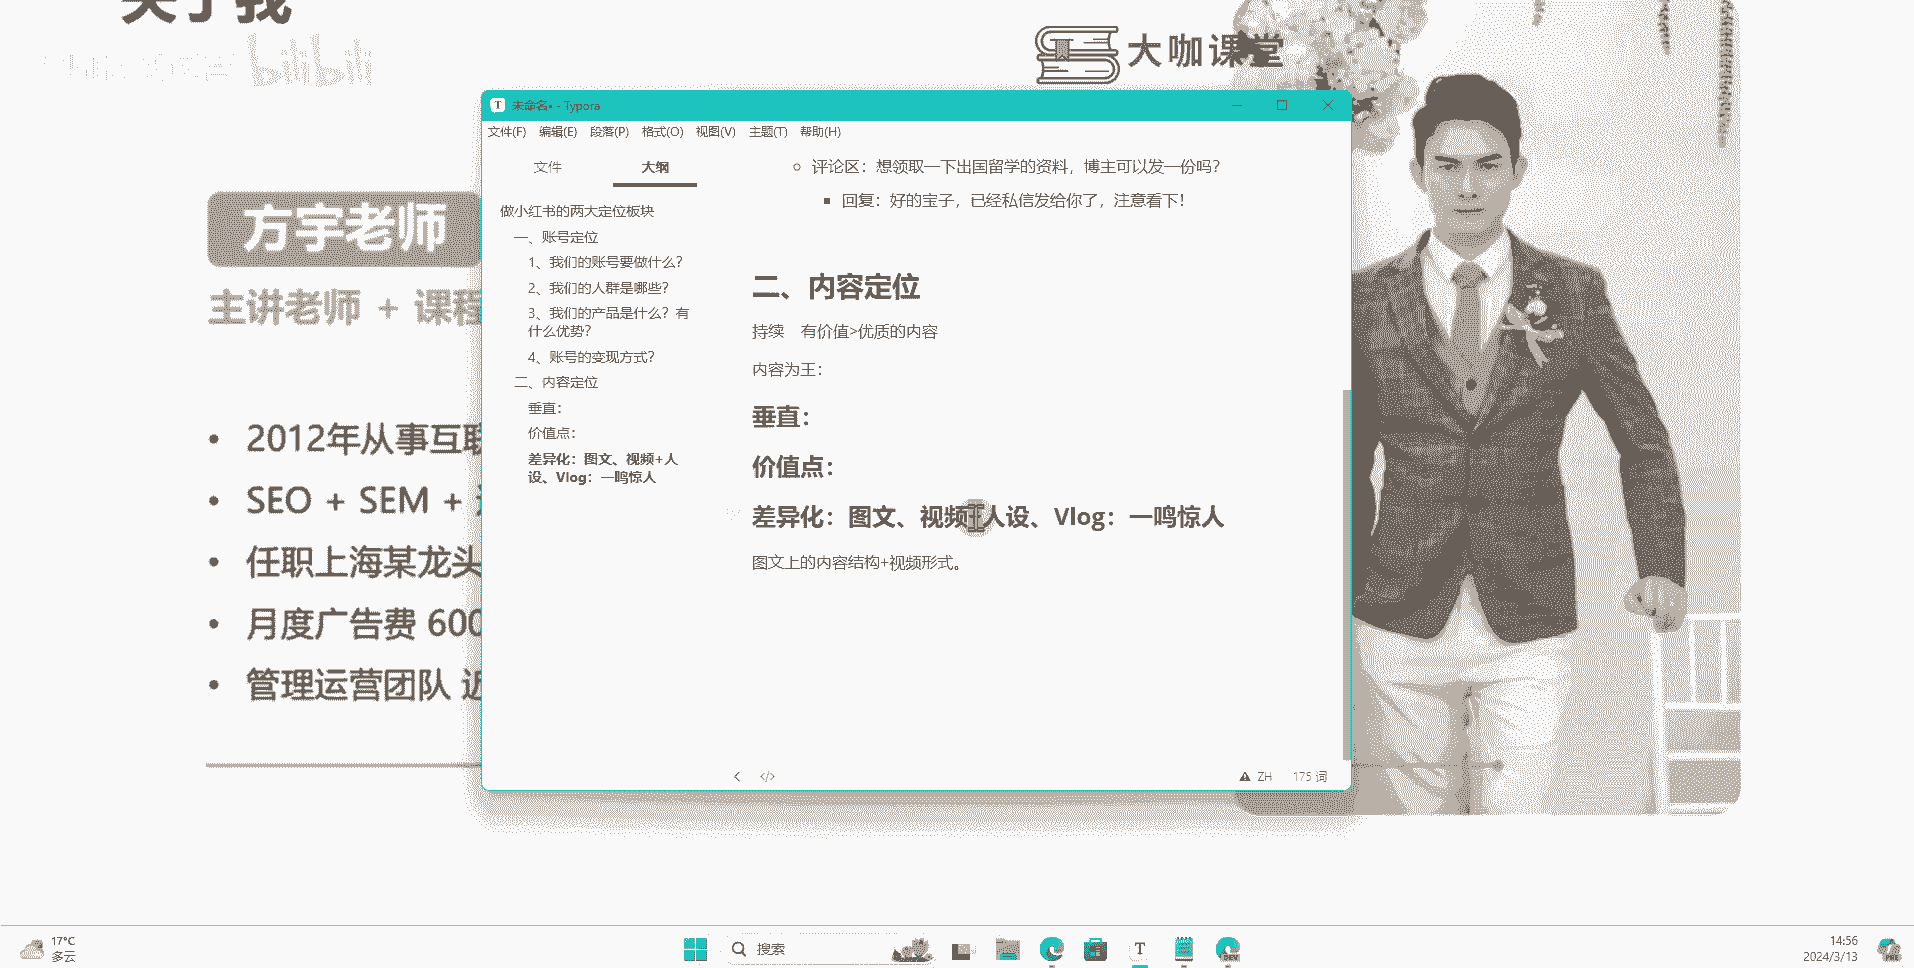 关于我
bilibili
大咖课堂
方宇老师
主讲老师 + 课程
• 2012年从事互联
• SEO + SEM +
• 任职上海某龙头
• 月度广告费 600
• 管理运营团队 近
未命名• - Typora
文件(F) 编辑(E) 段落(P) 格式(O) 视图(V) 主题(T) 帮助(H)
文件 大纲
做小红书的两大定位板块
一、账号定位
1、我们的账号要做什么？
2、我们的人群是哪些？
3、我们的产品是什么？有
什么优势？
4、账号的变现方式？
二、内容定位
垂直：
价值点：
差异化：图文、视频+人
设、Vlog：一鸣惊人
评论区：想领取一下出国留学的资料，博主可以发一份吗？
回复：好的宝子，已经私信发给你了，注意看下！
二、内容定位
持续 有价值>优质的内容
内容为王：
垂直：
价值点：
差异化：图文、视频+人设、Vlog：一鸣惊人
图文上的内容结构+视频形式。
ZH 175 词
17°C
多云
搜索
14:56
2024/3/13